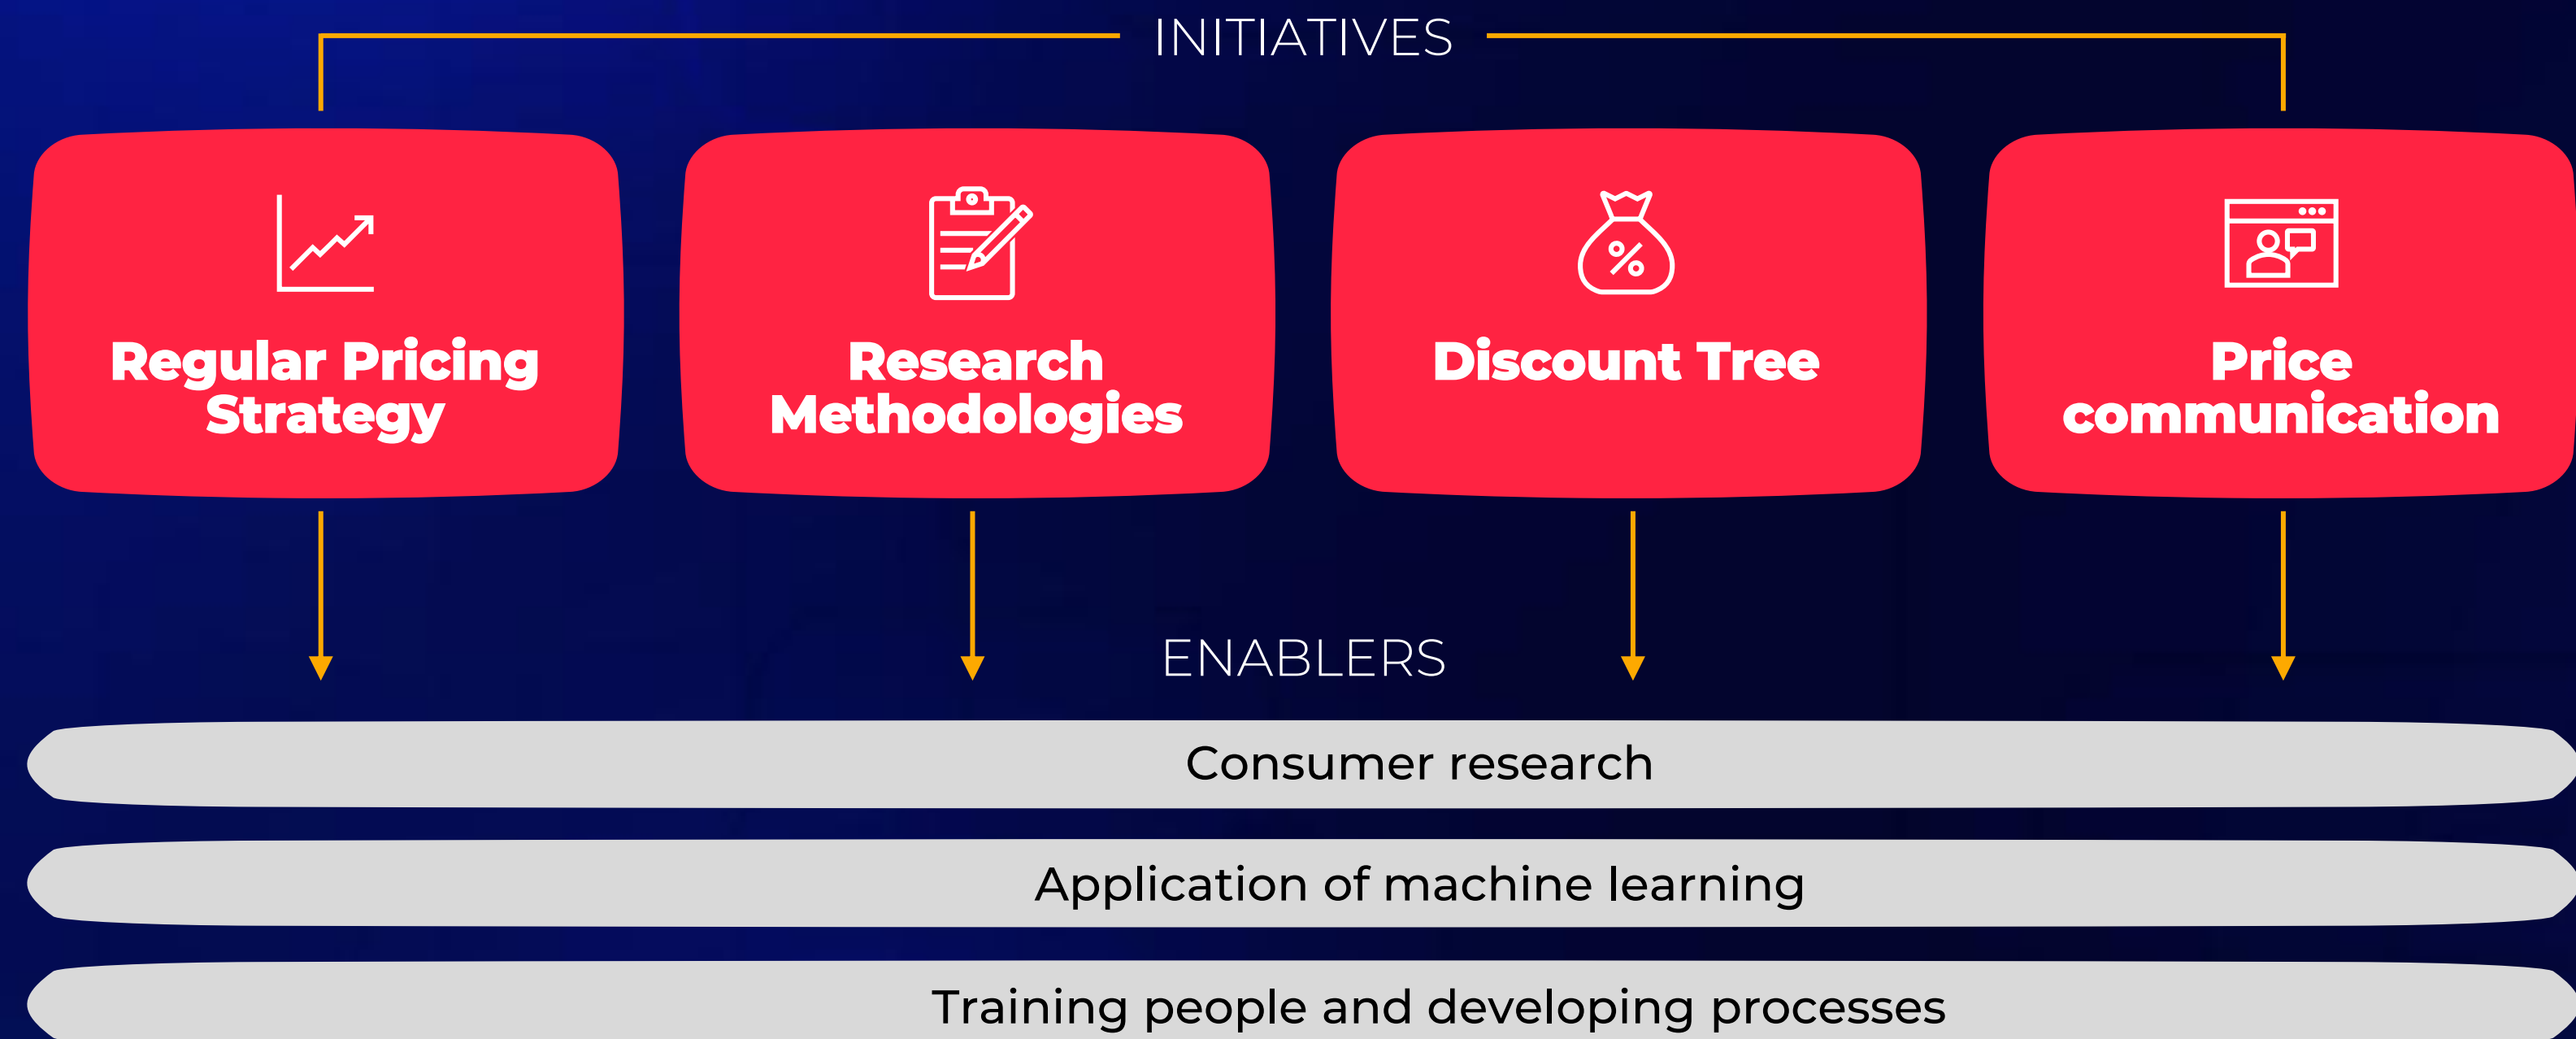 INITIATIVES
Regular Pricing
Strategy
Research
Methodologies
Discount Tree
Price
communication
ENABLERS
Consumer research
Application of machine learning
Training people and developing processes